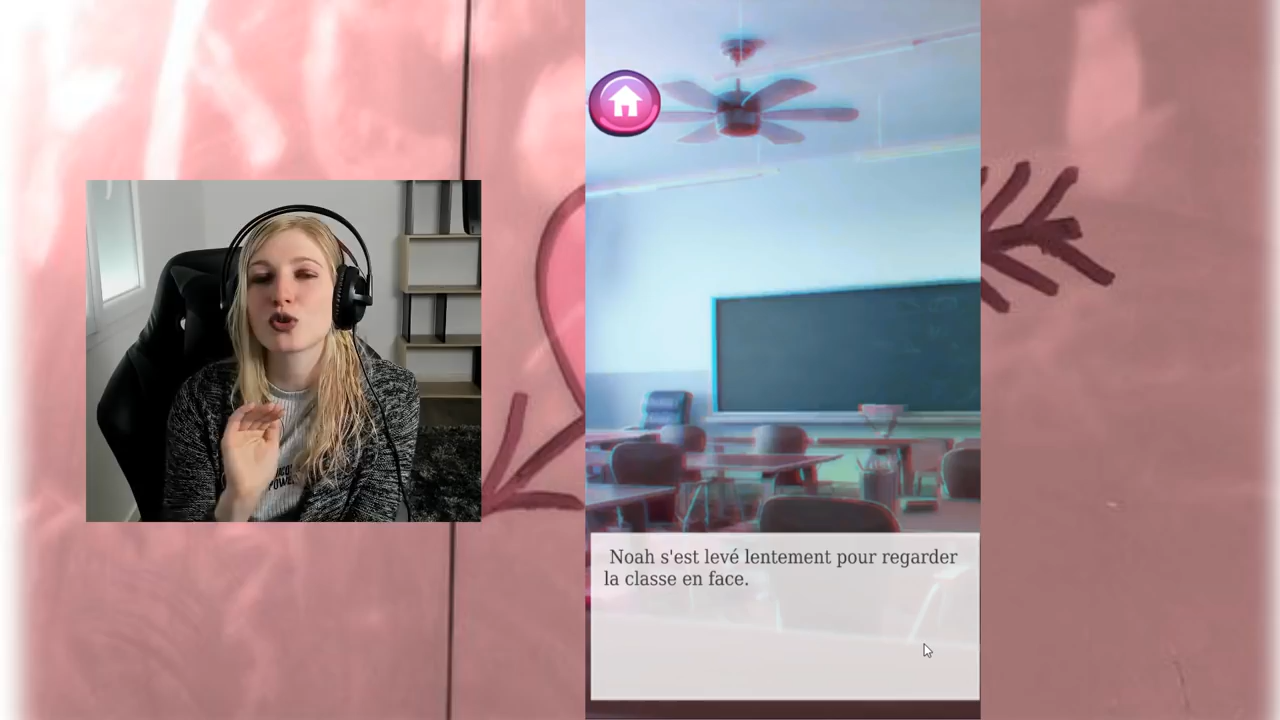 Noah s'est levé lentement pour regarder
la classe en face.